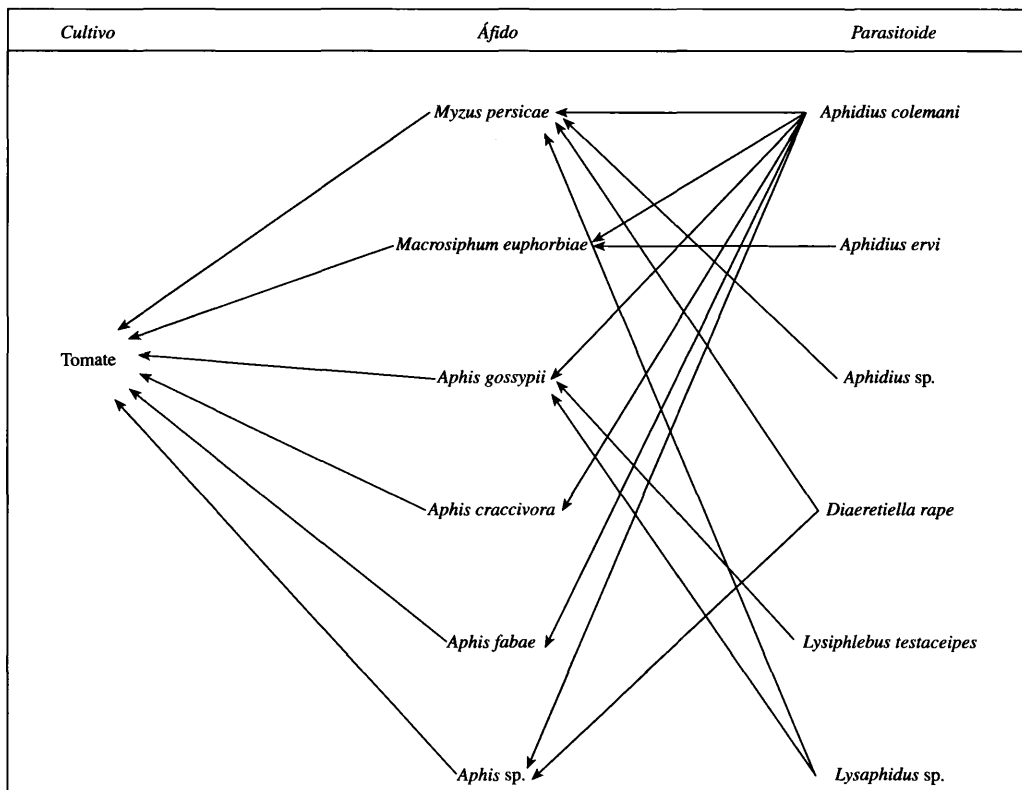 Cultivo Áfido Parasitoide
Myzus persicae Aphidius colemani
Macrosiphum euphorbiae Aphidius ervi
Tomate
Aphis gossypii Aphidius sp.
Aphis craccivora Diaeretiella rape
Aphis fabae Lysiphlebus testaceipes
Aphis sp. Lysaphidus sp.